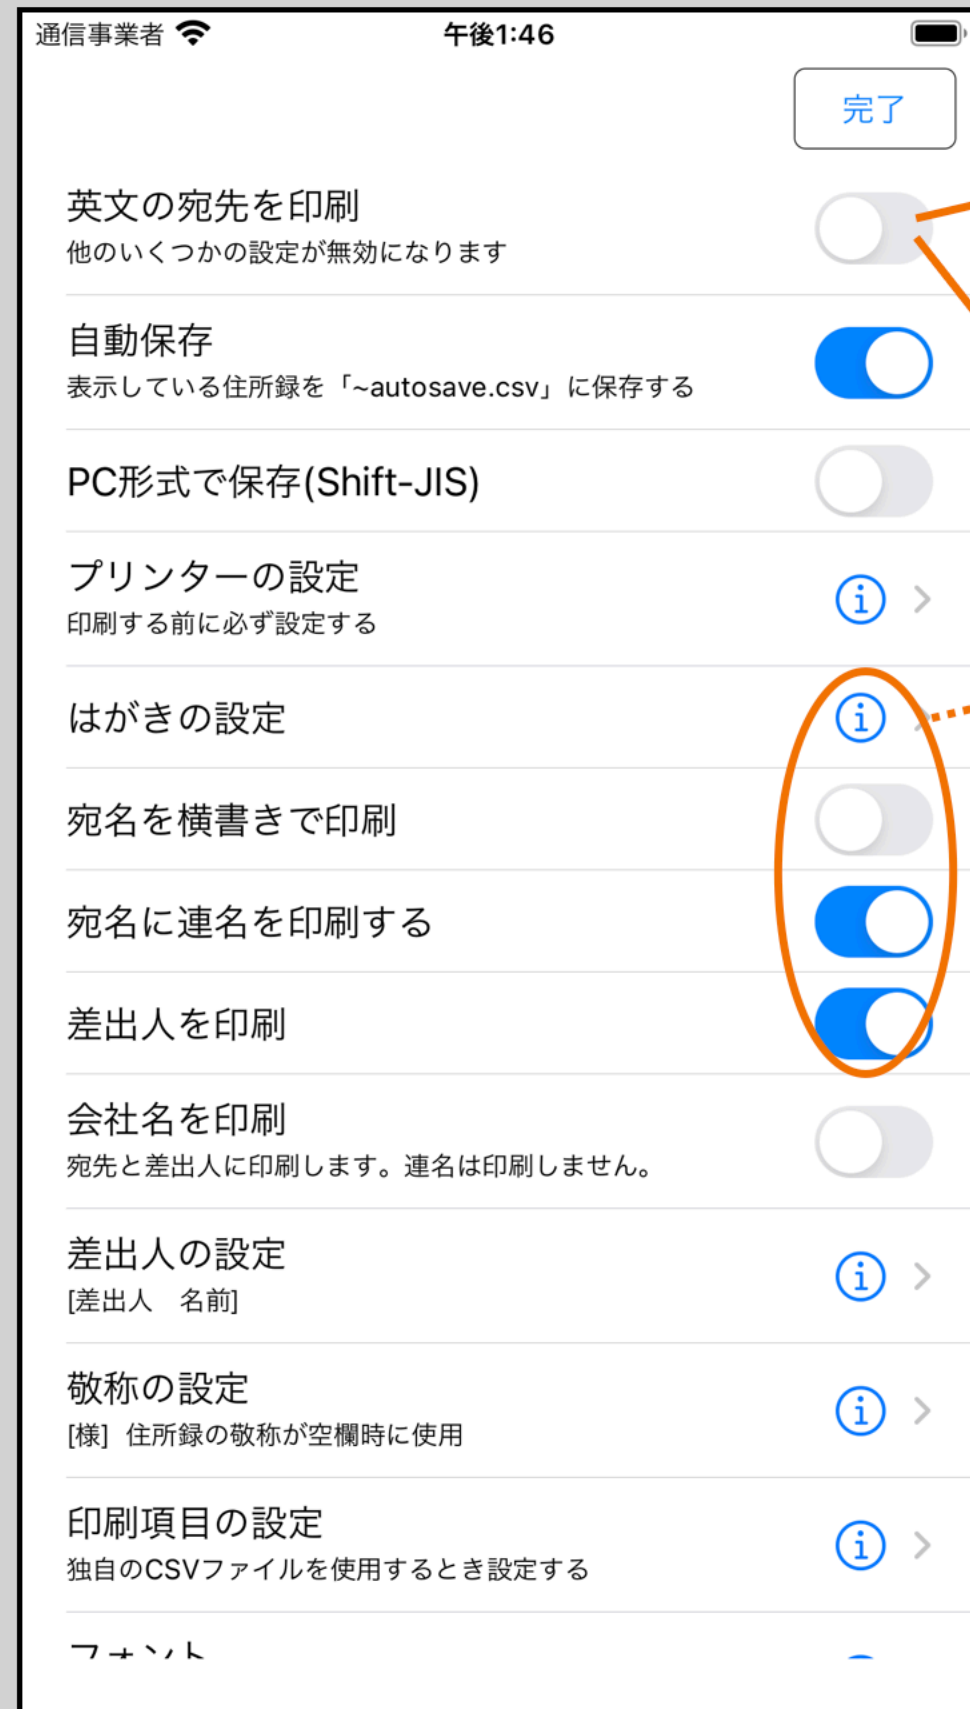 通信事業者 午後1:46
完了
英文の宛先を印刷
他のいくつかの設定が無効になります
自動保存
表示している住所録を「~autosave.csv」に保存する
PC形式で保存(Shift-JIS)
プリンターの設定
印刷する前に必ず設定する
はがきの設定
宛名を横書きで印刷
宛名に連名を印刷する
差出人を印刷
会社名を印刷
宛先と差出人に印刷します。連名は印刷しません。
差出人の設定
[差出人　名前]
敬称の設定
[様] 住所録の敬称が空欄時に使用
印刷項目の設定
独自のCSVファイルを使用するとき設定する
フォント